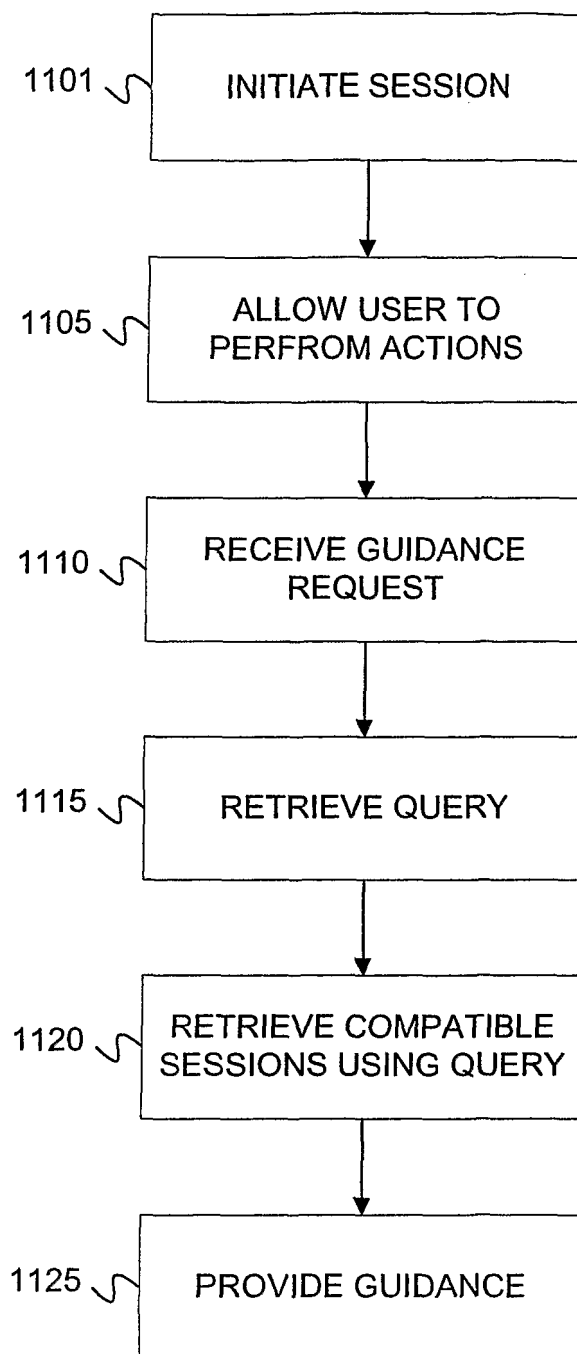 1101
INITIATE SESSION
1105
ALLOW USER TO
PERFROM ACTIONS
1110
RECEIVE GUIDANCE
REQUEST
1115
RETRIEVE QUERY
1120
RETRIEVE COMPATIBLE
SESSIONS USING QUERY
1125
PROVIDE GUIDANCE